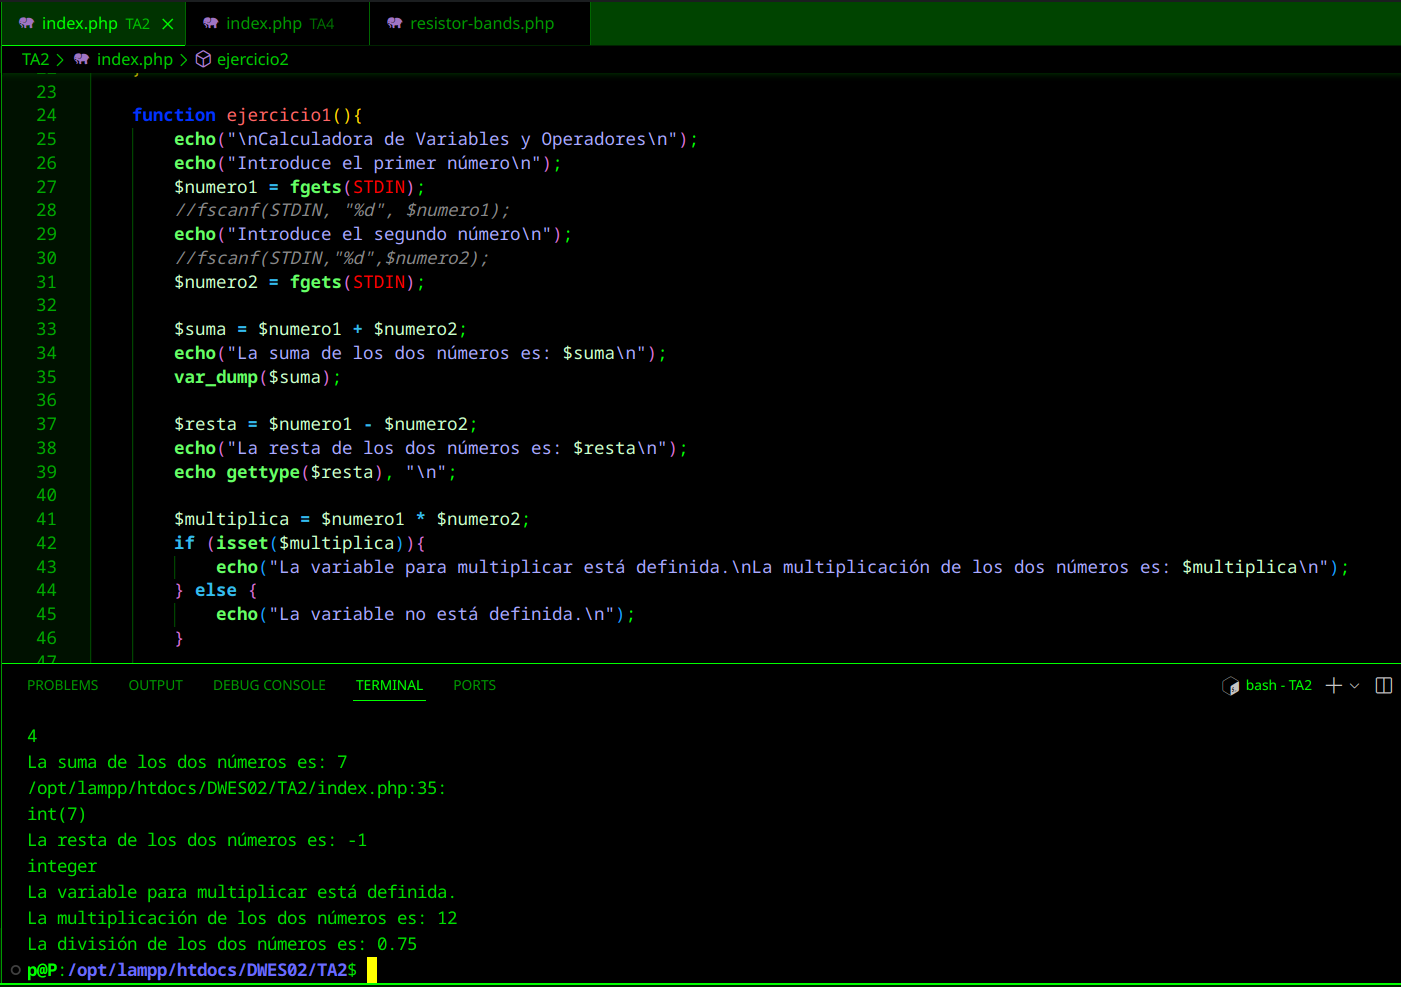 index.php TA2 index.php TA4 resistor-bands.php
TA2 > index.php > ejercicio2
23
24 function ejercicio1(){
25 echo("\nCalculadora de Variables y Operadores\n");
26 echo("Introduce el primer número\n");
27 $numero1 = fgets(STDIN);
28 //fscanf(STDIN, "%d", $numero1);
29 echo("Introduce el segundo número\n");
30 //fscanf(STDIN,"%d",$numero2);
31 $numero2 = fgets(STDIN);
32
33 $suma = $numero1 + $numero2;
34 echo("La suma de los dos números es: $suma\n");
35 var_dump($suma);
36
37 $resta = $numero1 - $numero2;
38 echo("La resta de los dos números es: $resta\n");
39 echo gettype($resta), "\n";
40
41 $multiplica = $numero1 * $numero2;
42 if (isset($multiplica)){
43 echo("La variable para multiplicar está definida.\nLa multiplicación de los dos números es: $multiplica\n");
44 } else {
45 echo("La variable no está definida.\n");
46 }
47
PROBLEMS OUTPUT DEBUG CONSOLE TERMINAL PORTS bash - TA2
4
La suma de los dos números es: 7
/opt/lampp/htdocs/DWES02/TA2/index.php:35:
int(7)
La resta de los dos números es: -1
integer
La variable para multiplicar está definida.
La multiplicación de los dos números es: 12
La división de los dos números es: 0.75
p@P:/opt/lampp/htdocs/DWES02/TA2$